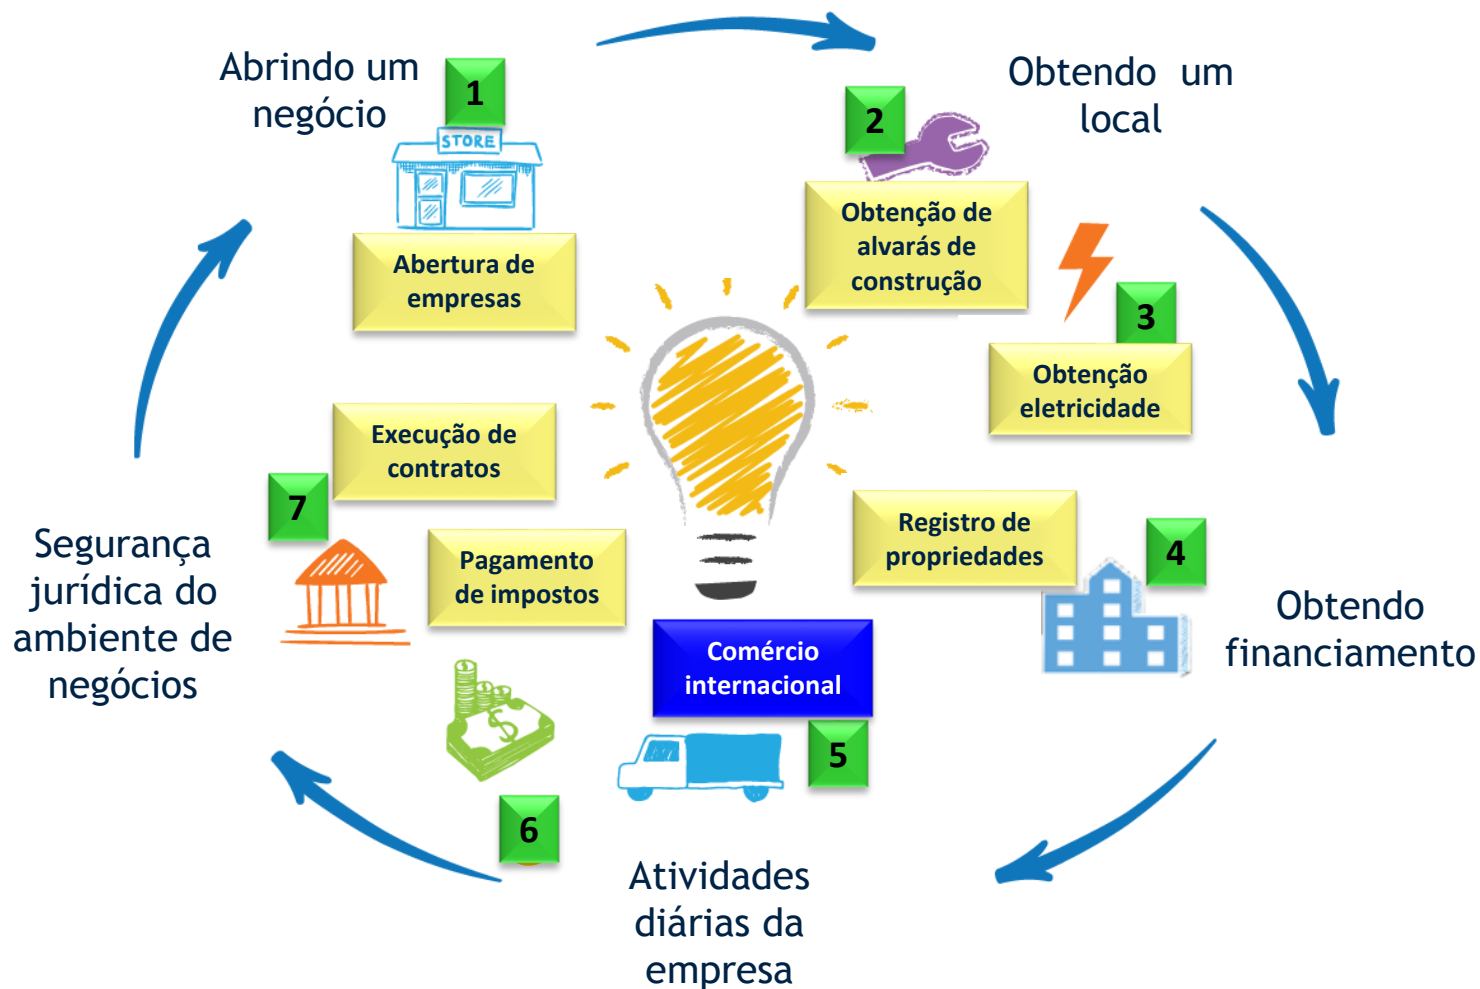 Abrindo um
negócio
1
STORE
Abertura de
empresas
Obtendo um
local
2
Obtenção de
alvarás de
construção
3
Obtenção
eletricidade
Registro de
propriedades
4
Obtendo
financiamento
Comércio
internacional
5
Atividades
diárias da
empresa
Pagamento
de impostos
$
6
Execução de
contratos
7
Segurança
jurídica do
ambiente de
negócios